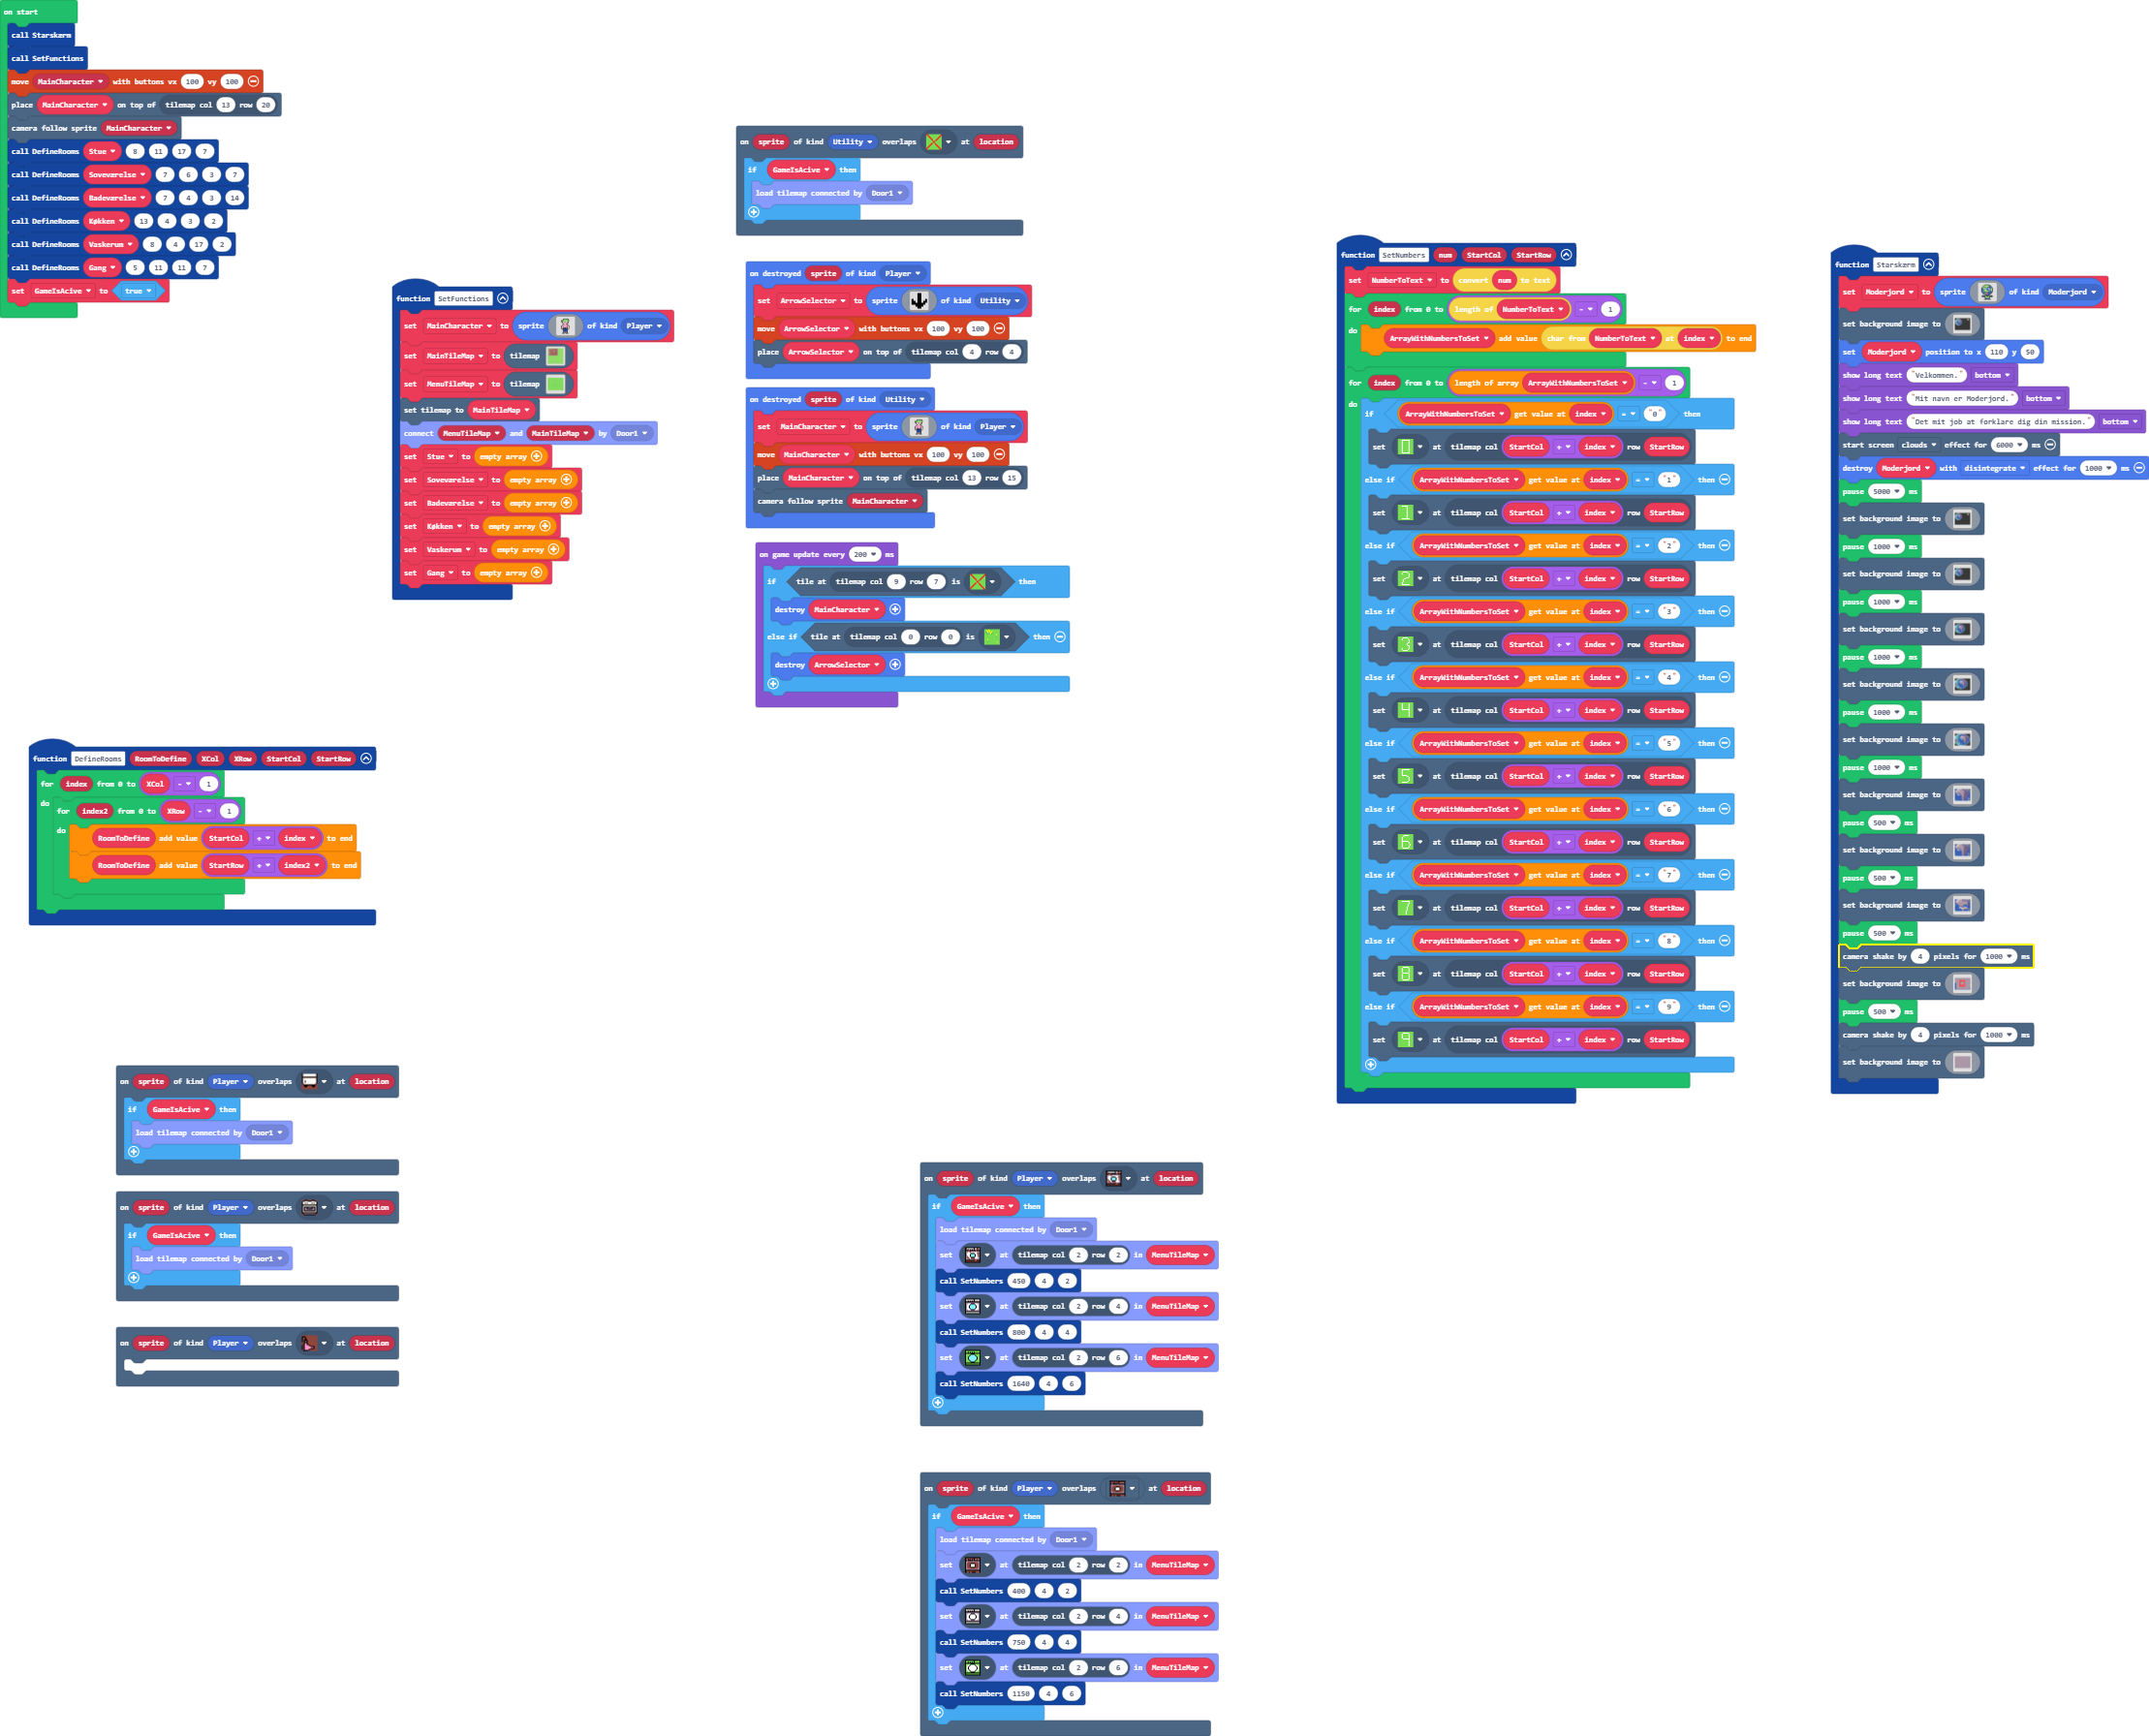 on start
call Starskærm
call SetFunctions
move MainCharacter with buttons vx 100 vy 100
place MainCharacter on top of tilemap col 13 row 20
camera follow sprite MainCharacter
call DefineRooms Stue 8 11 17 7
call DefineRooms Soveværelse 7 6 3 7
call DefineRooms Badeværelse 7 4 3 14
call DefineRooms Køkken 13 4 3 2
call DefineRooms Vaskerum 8 4 17 2
call DefineRooms Gang 5 11 11 7
set GameIsAcive to true
function SetFunctions
set MainCharacter to sprite of kind Player
set MainTileMap to tilemap
set MenuTileMap to tilemap
set tilemap to MainTileMap
connect MenuTileMap and MainTileMap by Door1
set Stue to empty array
set Soveværelse to empty array
set Badeværelse to empty array
set Køkken to empty array
set Vaskerum to empty array
set Gang to empty array
function DefineRooms RoomToDefine XCol XRow StartCol StartRow
for index from 0 to XCol - 1
do
for index2 from 0 to XRow - 1
do
RoomToDefine add value StartCol + index to end
RoomToDefine add value StartRow + index2 to end
on sprite of kind Player overlaps at location
if GameIsAcive then
load tilemap connected by Door1
on sprite of kind Player overlaps at location
if GameIsAcive then
load tilemap connected by Door1
on sprite of kind Player overlaps at location
on sprite of kind Utility overlaps at location
if GameIsAcive then
load tilemap connected by Door1
on destroyed sprite of kind Player
set ArrowSelector to sprite of kind Utility
move ArrowSelector with buttons vx 100 vy 100
place ArrowSelector on top of tilemap col 4 row 4
on destroyed sprite of kind Utility
set MainCharacter to sprite of kind Player
move MainCharacter with buttons vx 100 vy 100
place MainCharacter on top of tilemap col 13 row 15
camera follow sprite MainCharacter
on game update every 200 ms
if tile at tilemap col 9 row 7 is then
destroy MainCharacter
else if tile at tilemap col 0 row 0 is then
destroy ArrowSelector
on sprite of kind Player overlaps at location
if GameIsAcive then
load tilemap connected by Door1
set at tilemap col 2 row 2 in MenuTileMap
call SetNumbers 450 4 2
set at tilemap col 2 row 4 in MenuTileMap
call SetNumbers 800 4 4
set at tilemap col 2 row 6 in MenuTileMap
call SetNumbers 1640 4 6
on sprite of kind Player overlaps at location
if GameIsAcive then
load tilemap connected by Door1
set at tilemap col 2 row 2 in MenuTileMap
call SetNumbers 400 4 2
set at tilemap col 2 row 4 in MenuTileMap
call SetNumbers 750 4 4
set at tilemap col 2 row 6 in MenuTileMap
call SetNumbers 1150 4 6
function SetNumbers num StartCol StartRow
set NumberToText to convert num to text
for index from 0 to length of NumberToText - 1
do ArrayWithNumbersToSet add value char from NumberToText at index to end
for index from 0 to length of array ArrayWithNumbersToSet - 1
do if ArrayWithNumbersToSet get value at index = "0" then
set 0 at tilemap col StartCol + index row StartRow
else if ArrayWithNumbersToSet get value at index = "1" then
set 1 at tilemap col StartCol + index row StartRow
else if ArrayWithNumbersToSet get value at index = "2" then
set 2 at tilemap col StartCol + index row StartRow
else if ArrayWithNumbersToSet get value at index = "3" then
set 3 at tilemap col StartCol + index row StartRow
else if ArrayWithNumbersToSet get value at index = "4" then
set 4 at tilemap col StartCol + index row StartRow
else if ArrayWithNumbersToSet get value at index = "5" then
set 5 at tilemap col StartCol + index row StartRow
else if ArrayWithNumbersToSet get value at index = "6" then
set 6 at tilemap col StartCol + index row StartRow
else if ArrayWithNumbersToSet get value at index = "7" then
set 7 at tilemap col StartCol + index row StartRow
else if ArrayWithNumbersToSet get value at index = "8" then
set 8 at tilemap col StartCol + index row StartRow
else if ArrayWithNumbersToSet get value at index = "9" then
set 9 at tilemap col StartCol + index row StartRow
function Starskærm
set Moderjord to sprite of kind Moderjord
set background image to
set Moderjord position to x 110 y 50
show long text "Velkommen." bottom
show long text "Mit navn er Moderjord." bottom
show long text "Det mit job at forklare dig din mission." bottom
start screen clouds effect for 6000 ms
destroy Moderjord with disintegrate effect for 1000 ms
pause 5000 ms
set background image to
pause 1000 ms
set background image to
pause 1000 ms
set background image to
pause 1000 ms
set background image to
pause 1000 ms
set background image to
pause 1000 ms
set background image to
pause 500 ms
set background image to
pause 500 ms
set background image to
pause 500 ms
camera shake by 4 pixels for 1000 ms
set background image to
pause 500 ms
camera shake by 4 pixels for 1000 ms
set background image to